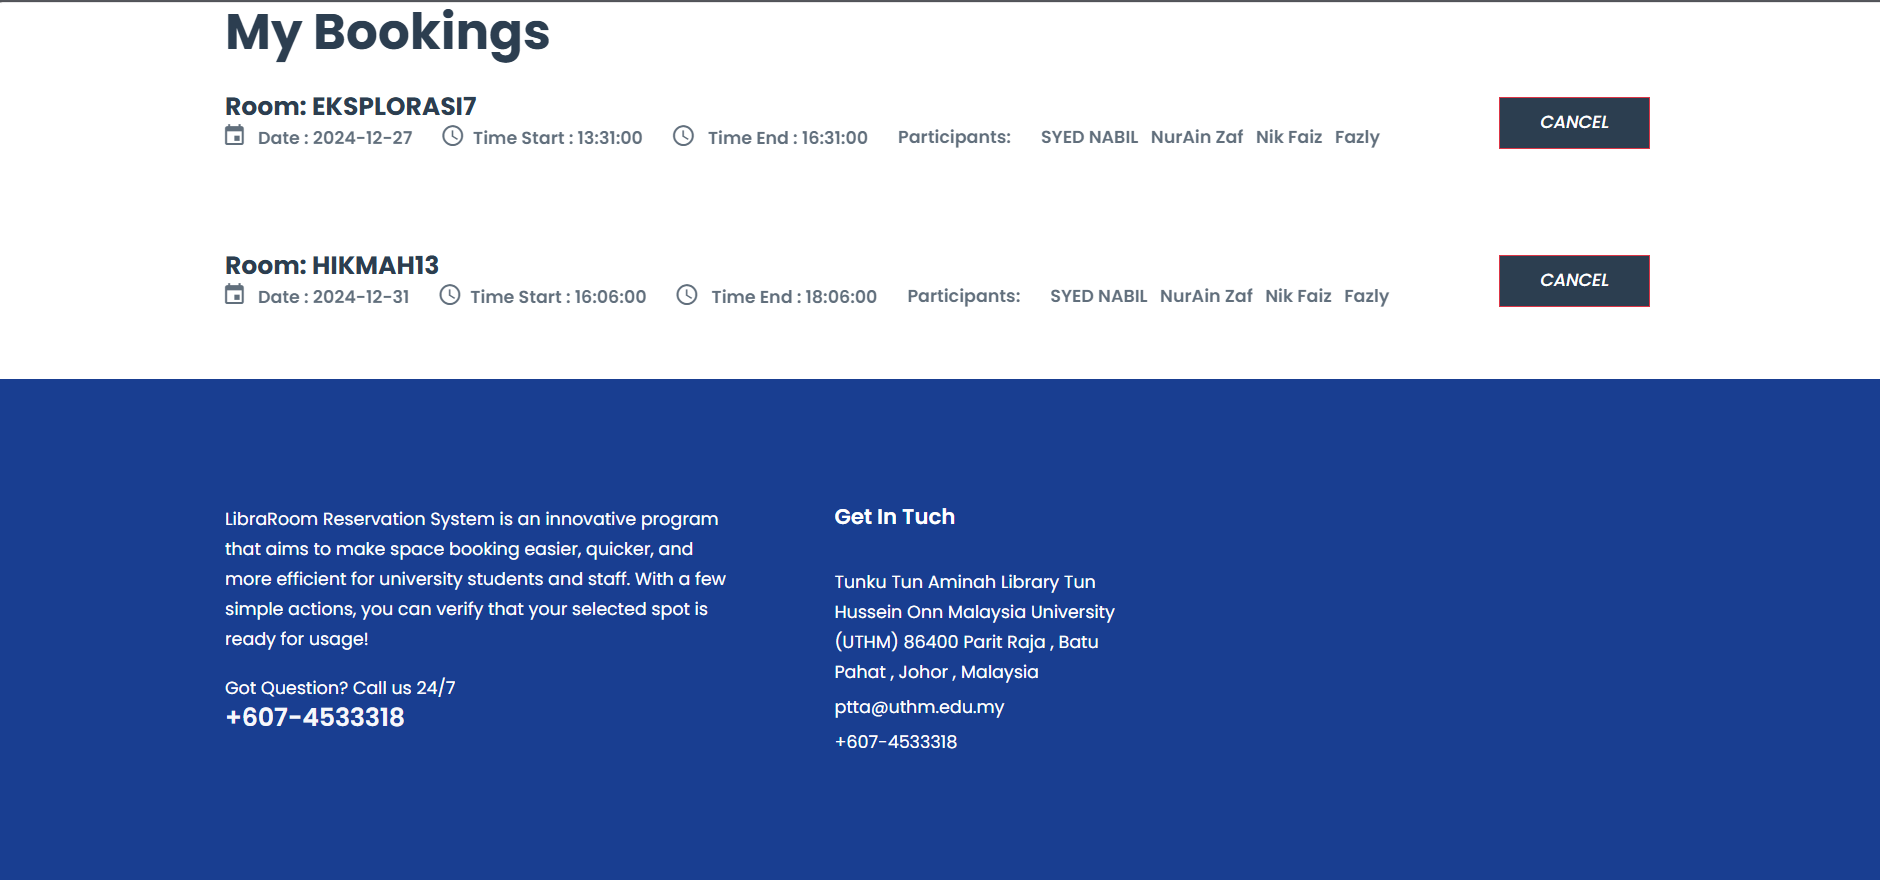 My Bookings
Room: EKSPLORASI7
Date : 2024-12-27 Time Start : 13:31:00 Time End : 16:31:00 Participants: SYED NABIL NurAin Zaf Nik Faiz Fazly
CANCEL
Room: HIKMAH13
Date : 2024-12-31 Time Start : 16:06:00 Time End : 18:06:00 Participants: SYED NABIL NurAin Zaf Nik Faiz Fazly
CANCEL
LibraRoom Reservation System is an innovative program
that aims to make space booking easier, quicker, and
more efficient for university students and staff. With a few
simple actions, you can verify that your selected spot is
ready for usage!
Got Question? Call us 24/7
+607-4533318
Get In Tuch
Tunku Tun Aminah Library Tun
Hussein Onn Malaysia University
(UTHM) 86400 Parit Raja , Batu
Pahat , Johor , Malaysia
ptta@uthm.edu.my
+607-4533318